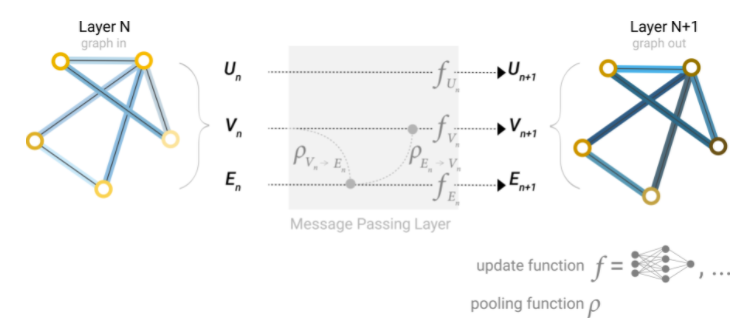 Layer N
graph in
Layer N+1
graph out
Uₙ f_Uₙ Uₙ₊₁
Vₙ f_Vₙ Vₙ₊₁
ρ_Vₙ → Eₙ ρ_Eₙ → Vₙ
Eₙ f_Eₙ Eₙ₊₁
Message Passing Layer
update function f = , ...
pooling function ρ